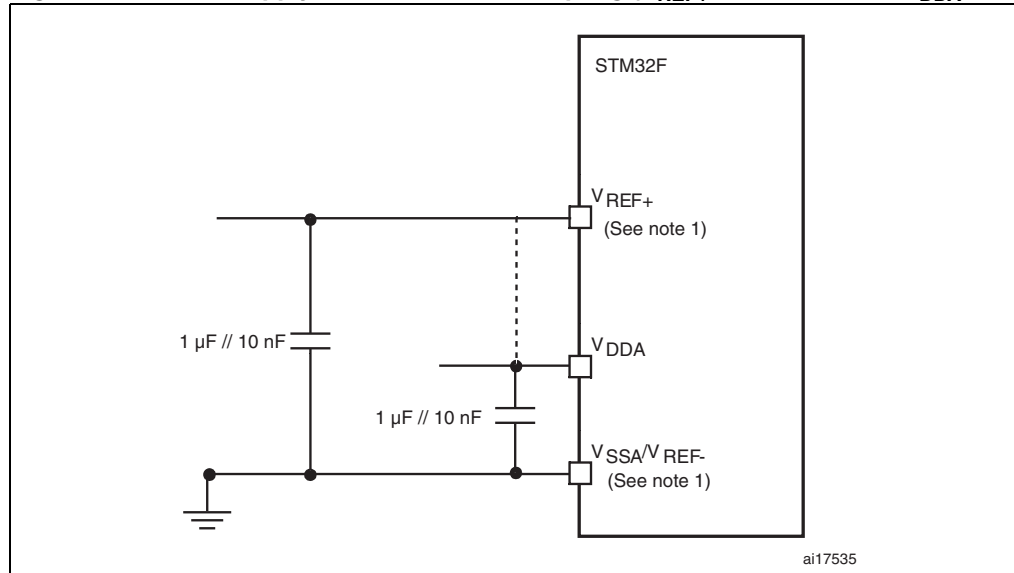 STM32F
VREF+
(See note 1)
1 µF // 10 nF
VDDA
1 µF // 10 nF
VSSA/VREF-
(See note 1)
ai17535